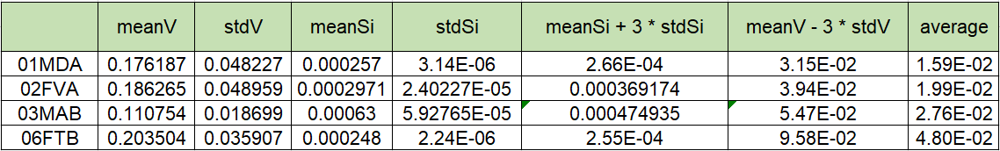 meanV stdV meanSi stdSi meanSi + 3 * stdSi meanV - 3 * stdV average
01MDA 0.176187 0.048227 0.000257 3.14E-06 2.66E-04 3.15E-02 1.59E-02
02FVA 0.186265 0.048959 0.0002971 2.40227E-05 0.000369174 3.94E-02 1.99E-02
03MAB 0.110754 0.018699 0.00063 5.92765E-05 0.000474935 5.47E-02 2.76E-02
06FTB 0.203504 0.035907 0.000248 2.24E-06 2.55E-04 9.58E-02 4.80E-02